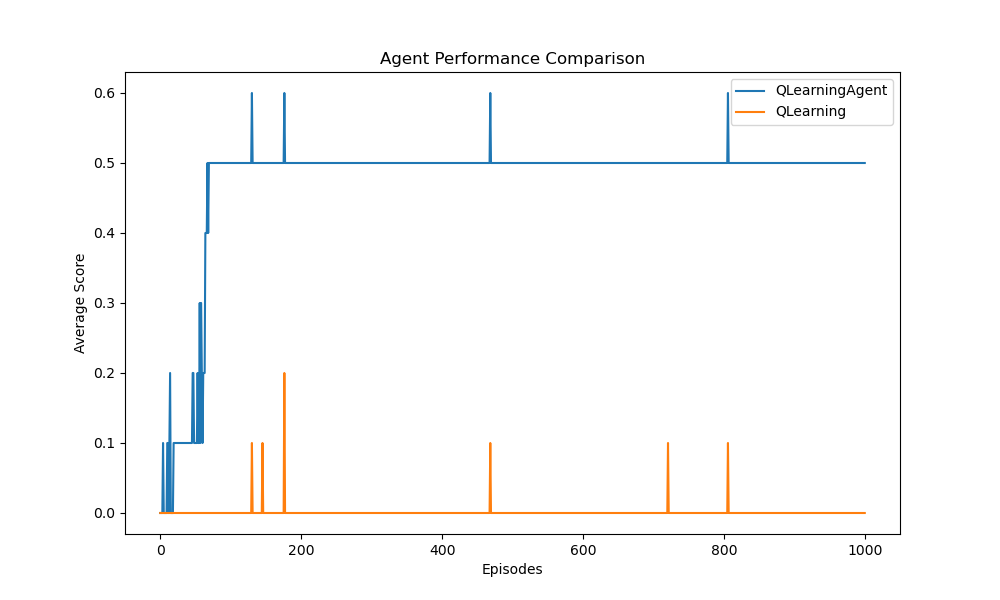 Agent Performance Comparison
QLearningAgent
QLearning
0.6
0.5
0.4
0.3
0.2
0.1
0.0
Average Score
0 200 400 600 800 1000
Episodes